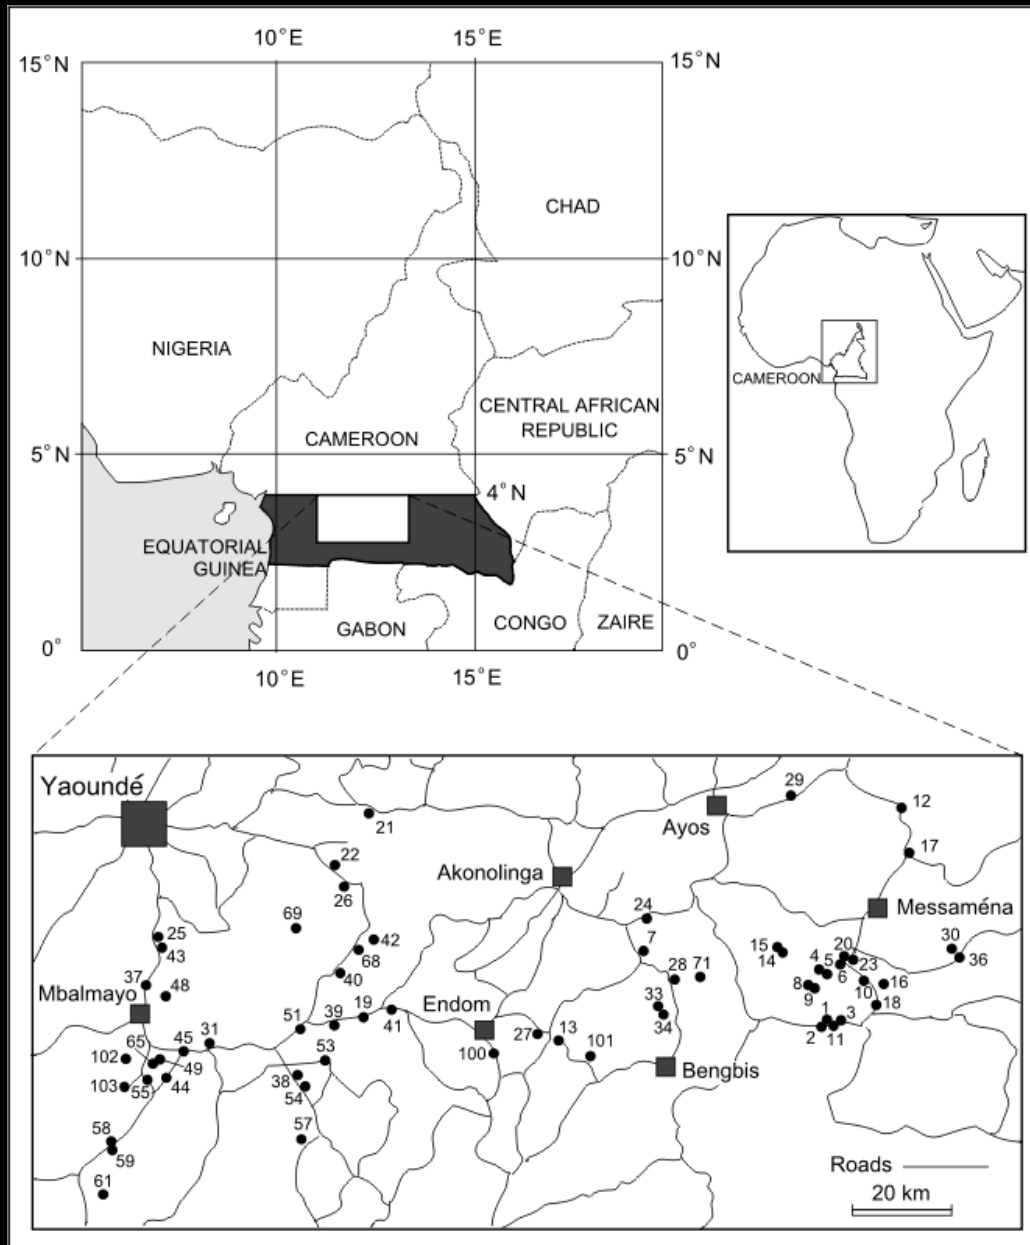 10°E 15°E
15°N 15°N
CHAD
10°N 10°N
NIGERIA
CAMEROON
CENTRAL AFRICAN
REPUBLIC
CAMEROON
5°N 5°N
4°N
EQUATORIAL
GUINEA
GABON CONGO ZAIRE
0° 0°
10°E 15°E
Yaoundé
29
12
21
Ayos
17
22
Akonolinga
26
24
Messaména
69
25
43
42
68
7
15
14
20
30
36
4
5
6
23
37
48
40
28
71
8
9
10
16
Mbalmayo
51
39
19
41
Endom
33
34
18
1
3
2
11
65
45
31
27
13
101
102
49
53
100
Bengbis
103
55
44
38
54
58
59
57
61
Roads
20 km